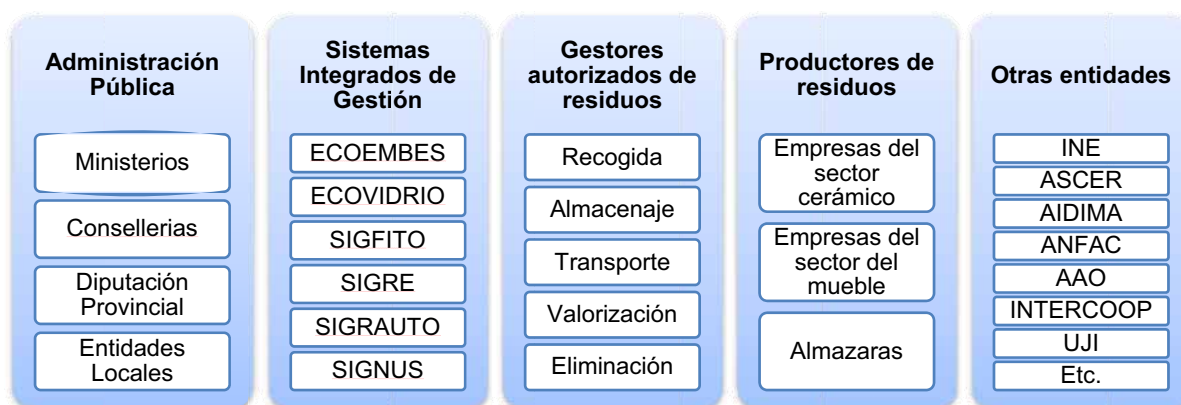 Administración
Pública
Ministerios
Consellerias
Diputación
Provincial
Entidades
Locales
Sistemas
Integrados de
Gestión
ECOEMBES
ECOVIDRIO
SIGFITO
SIGRE
SIGRAUTO
SIGNUS
Gestores
autorizados de
residuos
Recogida
Almacenaje
Transporte
Valorización
Eliminación
Productores de
residuos
Empresas del
sector
cerámico
Empresas del
sector del
mueble
Almazaras
Otras entidades
INE
ASCER
AIDIMA
ANFAC
AAO
INTERCOOP
UJI
Etc.